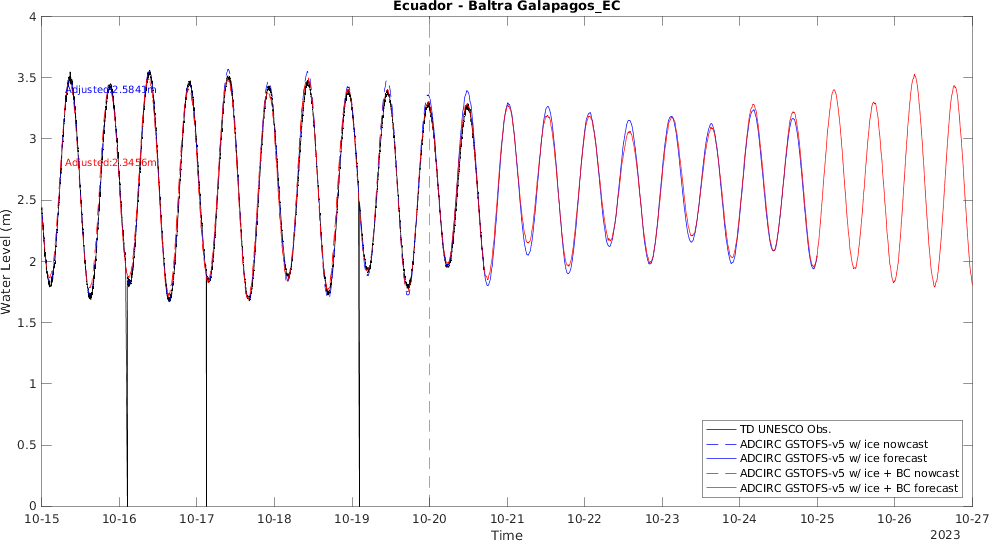 Ecuador - Baltra Galapagos_EC
4
3.5
3
2.5
2
1.5
1
0.5
0
Water Level (m)
Adjusted:2.5841m
Adjusted:2.3456m
TD UNESCO Obs.
ADCIRC GSTOFS-v5 w/ ice nowcast
ADCIRC GSTOFS-v5 w/ ice forecast
ADCIRC GSTOFS-v5 w/ ice + BC nowcast
ADCIRC GSTOFS-v5 w/ ice + BC forecast
10-15 10-16 10-17 10-18 10-19 10-20 10-21 10-22 10-23 10-24 10-25 10-26 10-27
Time
2023